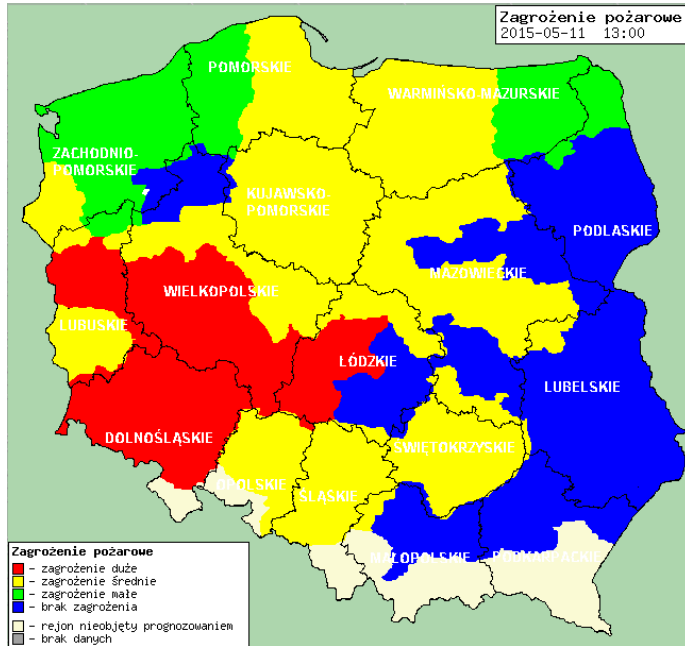 Zagrożenie pożarowe
2015-05-11 13:00
POMORSKIE
WARMIŃSKO-MAZURSKIE
ZACHODNIO-
POMORSKIE
KUJAWSKO-
POMORSKIE
PODLASKIE
MAZOWIECKIE
WIELKOPOLSKIE
LUBUSKIE
ŁÓDZKIE
LUBELSKIE
DOLNOŚLĄSKIE
ŚWIĘTOKRZYSKIE
OPOLSKIE
ŚLĄSKIE
MAŁOPOLSKIE
PODKARPACKIE
Zagrożenie pożarowe
- zagrożenie duże
- zagrożenie średnie
- zagrożenie małe
- brak zagrożenia
- rejon nieobjęty prognozowaniem
- brak danych